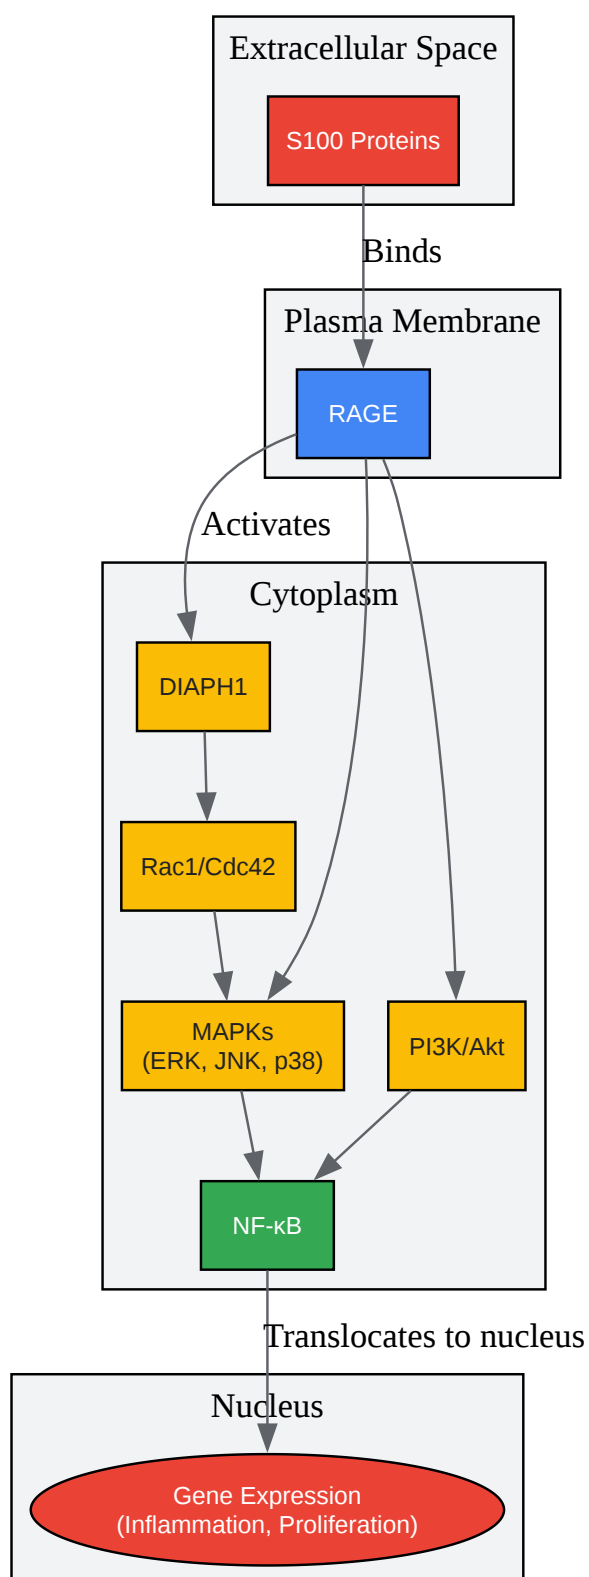 Extracellular Space
S100 Proteins
Binds
Plasma Membrane
RAGE
Activates
Cytoplasm
DIAPH1
Rac1/Cdc42
MAPKs
(ERK, JNK, p38)
PI3K/Akt
NF-κB
Translocates to nucleus
Nucleus
Gene Expression
(Inflammation, Proliferation)